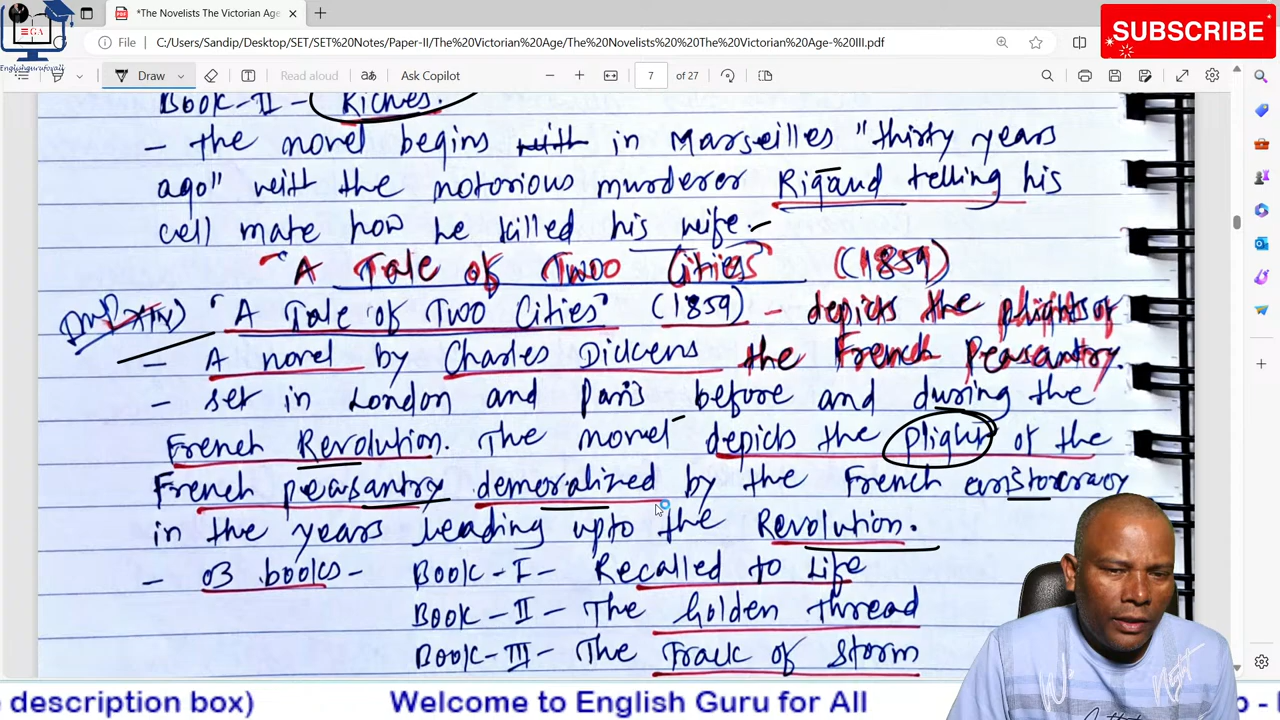 *The Novelists The Victorian Age
SUBSCRIBE
EGA
Englishguruforall
File
C:/Users/Sandip/Desktop/SET/SET%20Notes/Paper-II/The%20Victorian%20Age/The%20Novelists%20%20The%20Victorian%20Age-%20III.pdf
Draw
Read aloud
Ask Copilot
7 of 27
Book-II- Riches.
- the novel begins with in Marseilles "thirty years
ago" with the notorious murderer Rigaud telling his
cell mate how he killed his wife.
"A Tale of Two Cities" (1859)
"A Tale of Two Cities" (1859) - depicts the plights of
- A novel by Charles Dickens the French Peasantry.
- set in London and Paris before and during the
French Revolution. The novel depicts the plight of the
French peasantry demoralized by the French aristocracy
in the years leading upto the Revolution.
- 03 books- Book-I- Recalled to Life
Book-II- The Golden thread
Book-III- The Track of Storm
e description box)
Welcome to English Guru for All